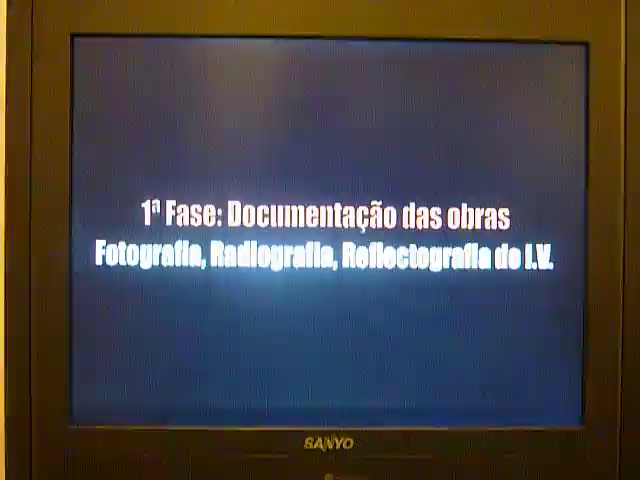 1ª Fase: Documentação das obras
Fotografia, Radiografia, Reflectografia de I.V.
SANYO